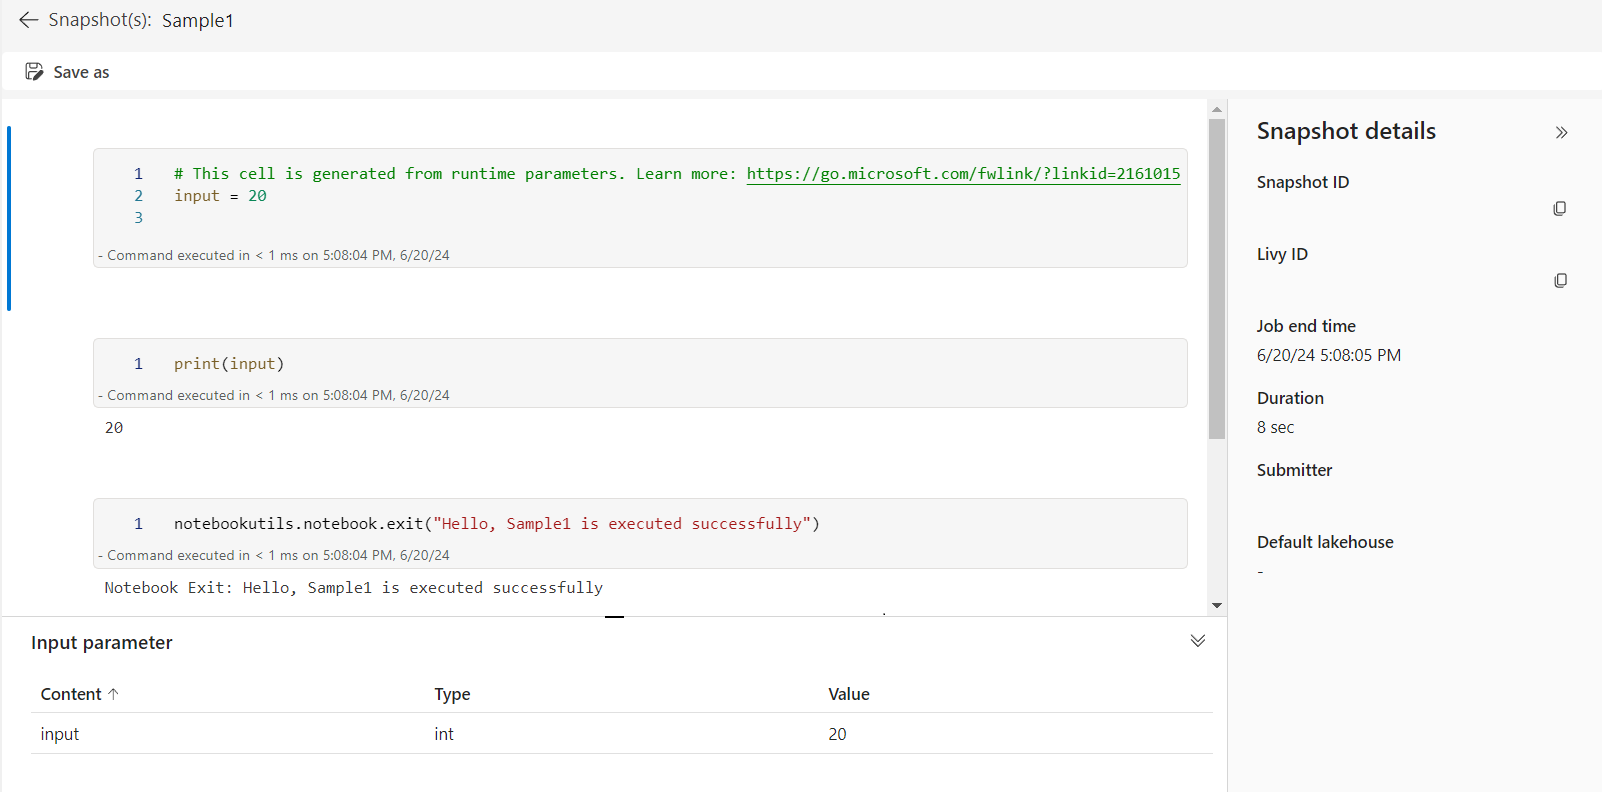 Snapshot(s): Sample1
Save as
1 # This cell is generated from runtime parameters. Learn more: https://go.microsoft.com/fwlink/?linkid=2161015
2 input = 20
3
- Command executed in < 1 ms on 5:08:04 PM, 6/20/24
1 print(input)
- Command executed in < 1 ms on 5:08:04 PM, 6/20/24
20
1 notebookutils.notebook.exit("Hello, Sample1 is executed successfully")
- Command executed in < 1 ms on 5:08:04 PM, 6/20/24
Notebook Exit: Hello, Sample1 is executed successfully
Input parameter
Content ↑ Type Value
input int 20
Snapshot details
Snapshot ID
Livy ID
Job end time
6/20/24 5:08:05 PM
Duration
8 sec
Submitter
Default lakehouse
-